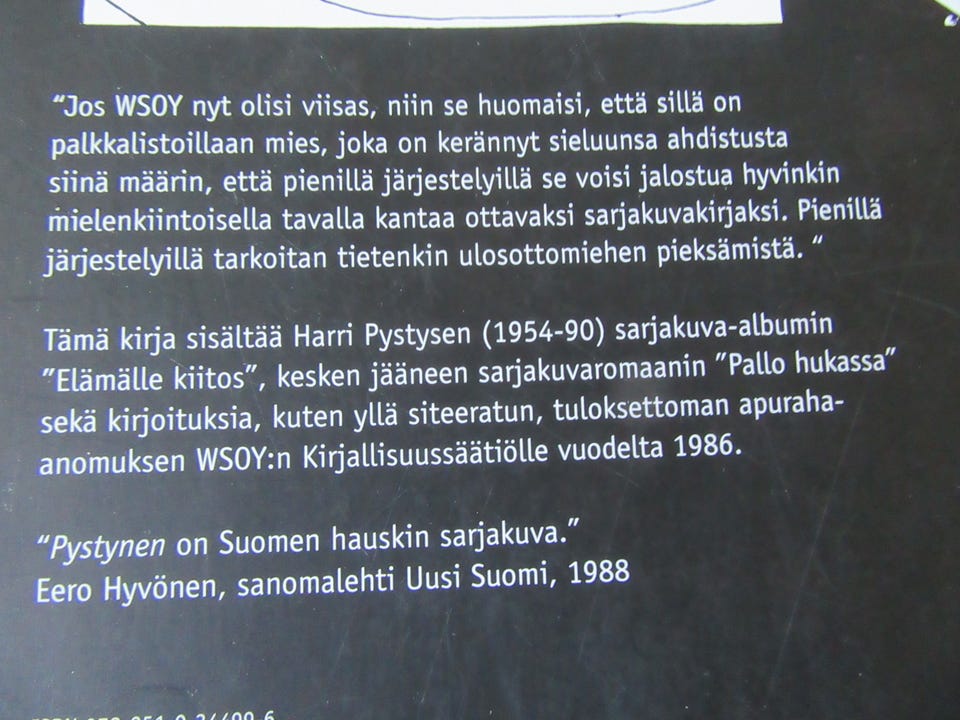 “Jos WSOY nyt olisi viisas, niin se huomaisi, että sillä on
palkkalistoillaan mies, joka on kerännyt sieluunsa ahdistusta
siinä määrin, että pienillä järjestelyillä se voisi jalostua hyvinkin
mielenkiintoisella tavalla kantaa ottavaksi sarjakuvakirjaksi. Pienillä
järjestelyillä tarkoitan tietenkin ulosottomiehen pieksämistä. “
Tämä kirja sisältää Harri Pystysen (1954-90) sarjakuva-albumin
”Elämälle kiitos”, kesken jääneen sarjakuvaromaanin ”Pallo hukassa”
sekä kirjoituksia, kuten yllä siteeratun, tuloksettoman apuraha-
anomuksen WSOY:n Kirjallisuussäätiölle vuodelta 1986.
“Pystynen on Suomen hauskin sarjakuva.”
Eero Hyvönen, sanomalehti Uusi Suomi, 1988